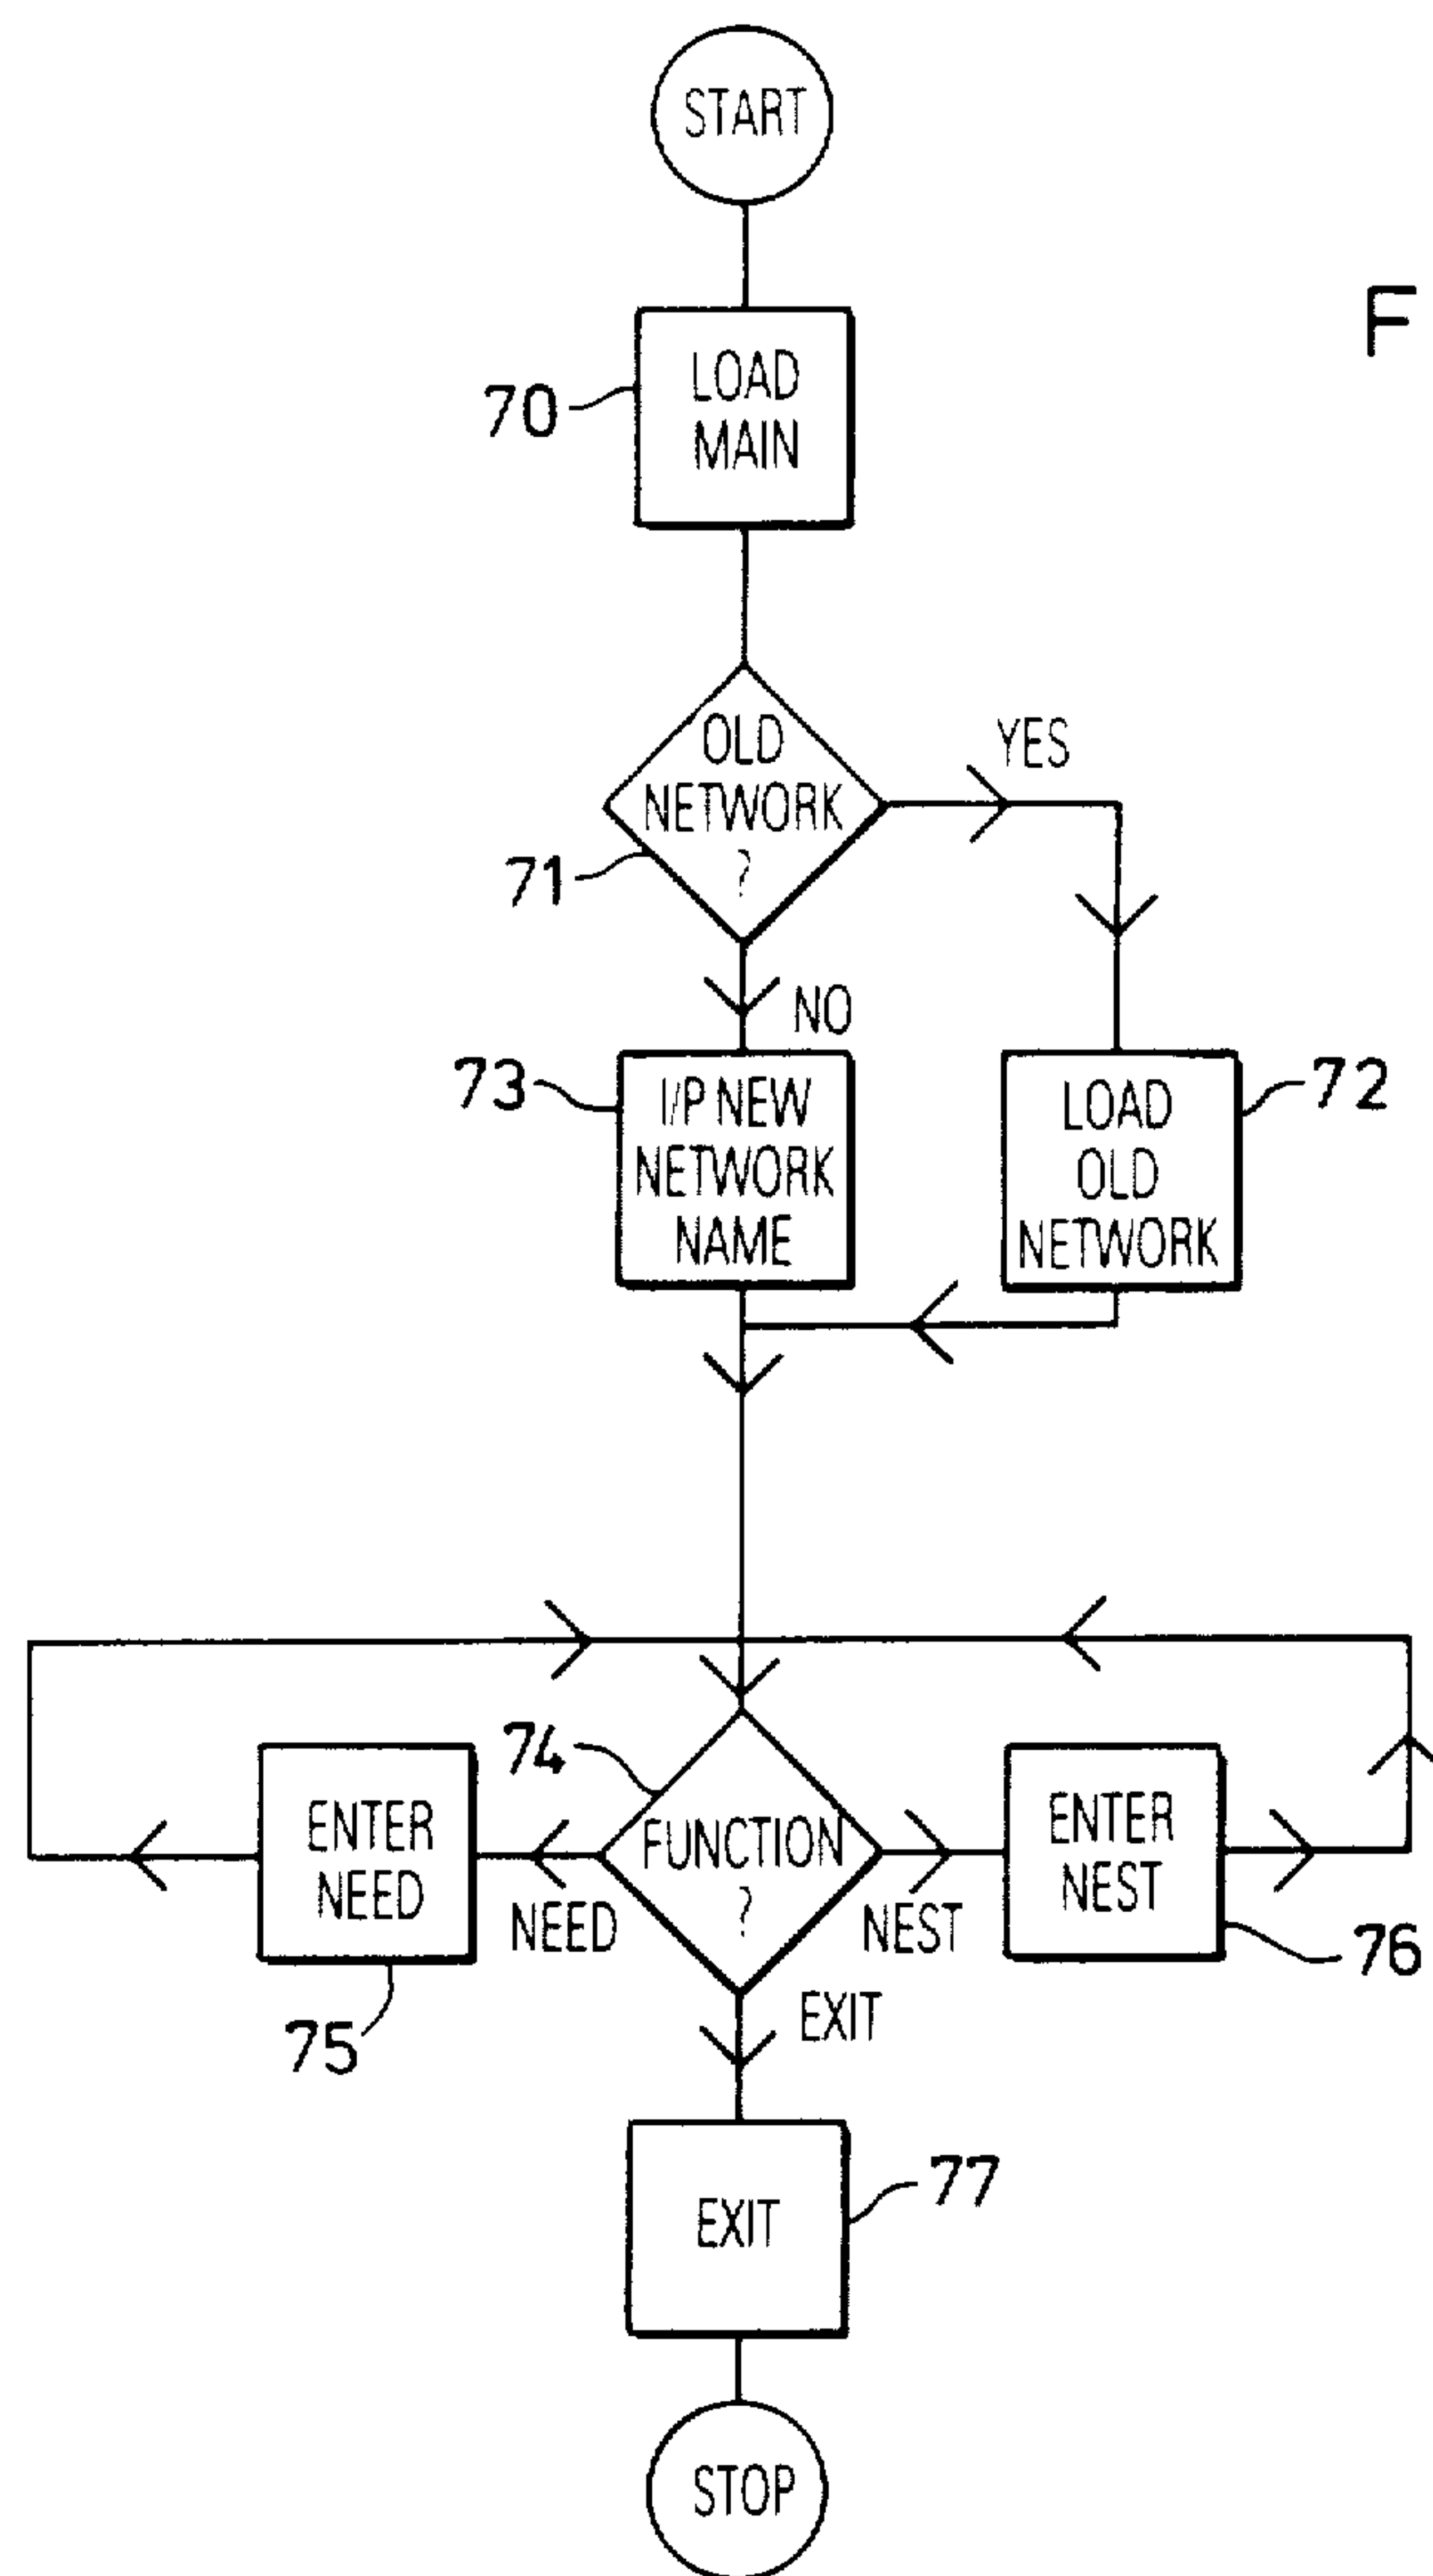 START
F
LOAD
MAIN
70
OLD
NETWORK
?
YES
71
NO
73
I/P NEW
NETWORK
NAME
LOAD
OLD
NETWORK
72
74
ENTER
NEED
FUNCTION
?
ENTER
NEST
NEED
NEST
76
75
EXIT
EXIT
77
STOP